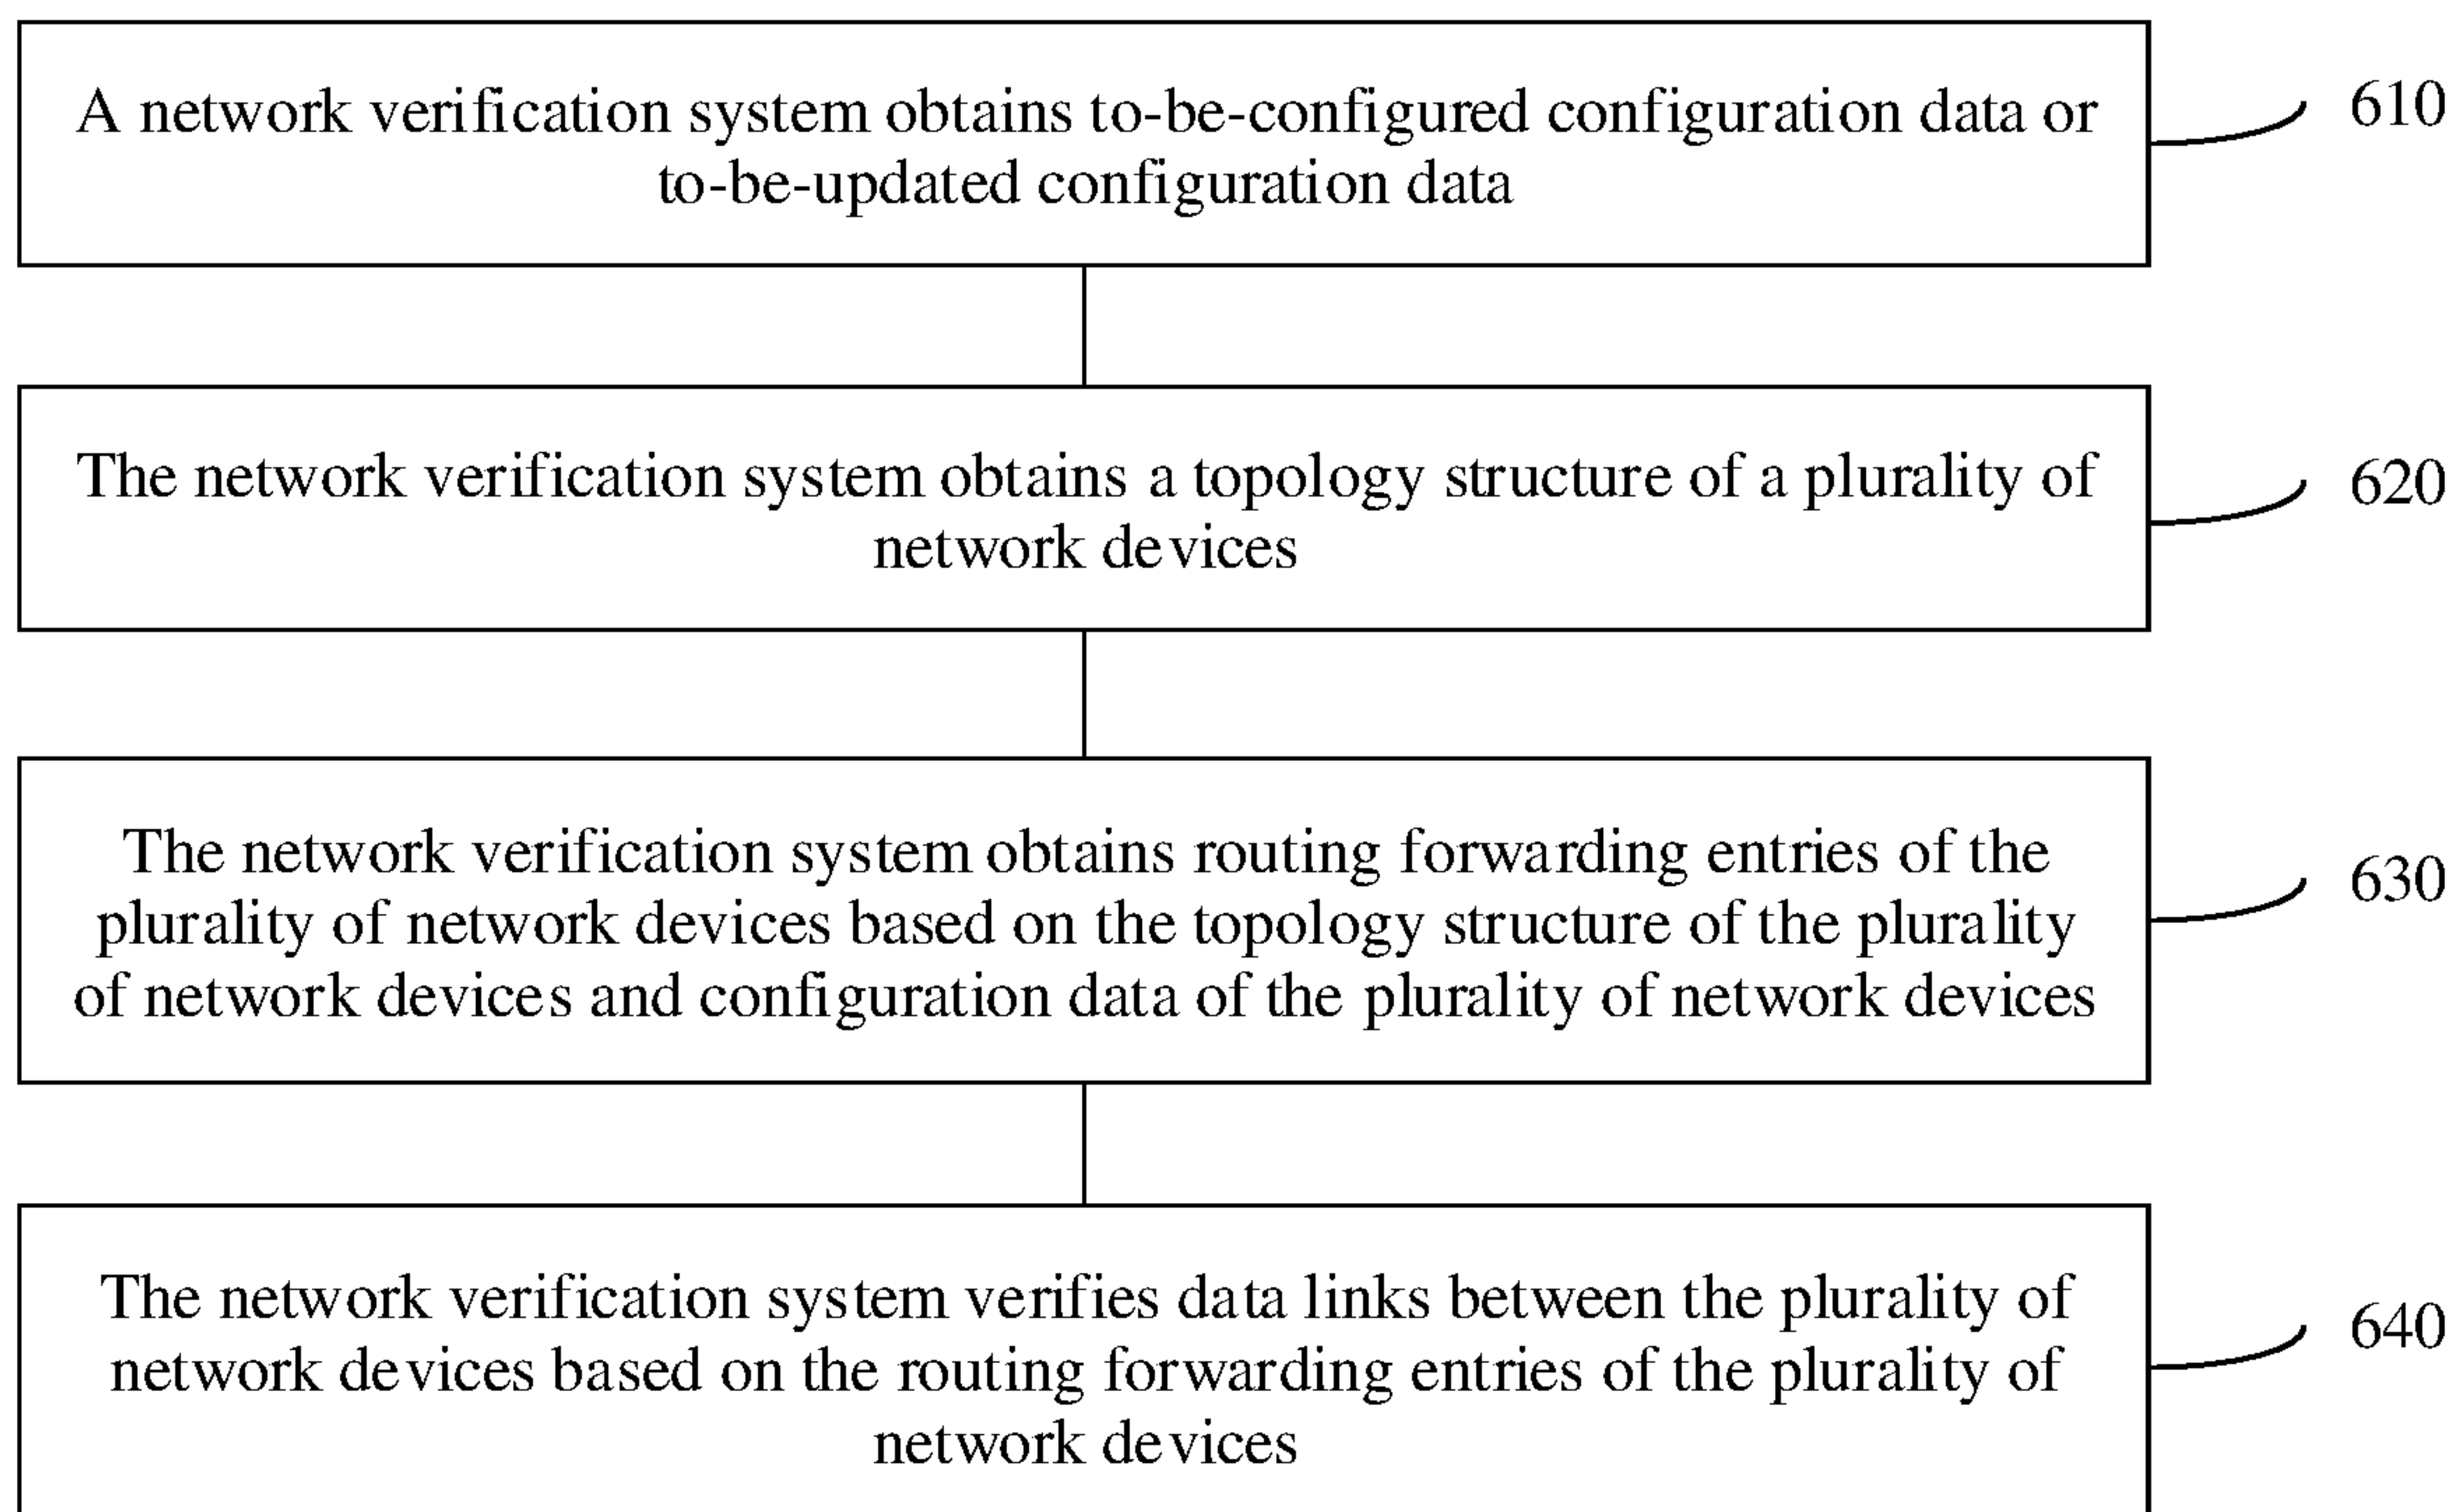 A network verification system obtains to-be-configured configuration data or
to-be-updated configuration data
610
The network verification system obtains a topology structure of a plurality of
network devices
620
The network verification system obtains routing forwarding entries of the
plurality of network devices based on the topology structure of the plurality
of network devices and configuration data of the plurality of network devices
630
The network verification system verifies data links between the plurality of
network devices based on the routing forwarding entries of the plurality of
network devices
640